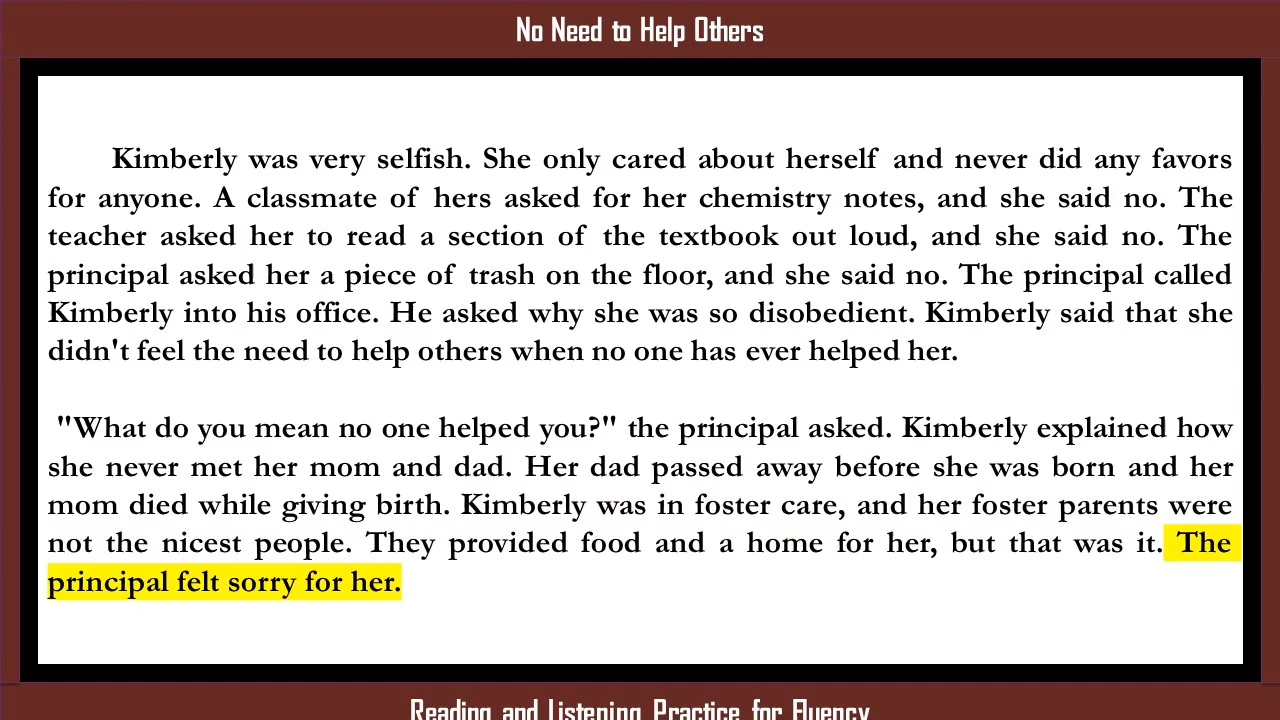 No Need to Help Others
Kimberly was very selfish. She only cared about herself and never did any favors
for anyone. A classmate of hers asked for her chemistry notes, and she said no. The
teacher asked her to read a section of the textbook out loud, and she said no. The
principal asked her a piece of trash on the floor, and she said no. The principal called
Kimberly into his office. He asked why she was so disobedient. Kimberly said that she
didn't feel the need to help others when no one has ever helped her.
"What do you mean no one helped you?" the principal asked. Kimberly explained how
she never met her mom and dad. Her dad passed away before she was born and her
mom died while giving birth. Kimberly was in foster care, and her foster parents were
not the nicest people. They provided food and a home for her, but that was it. The
principal felt sorry for her.
Reading and Listening Practice for Fluency